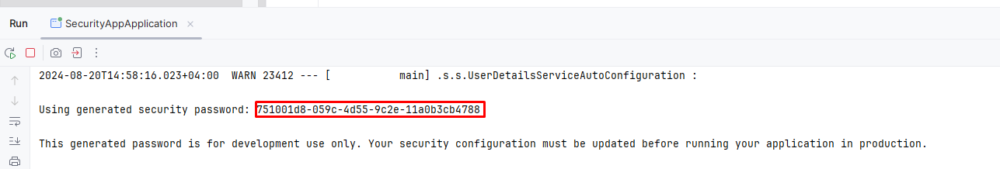 Run SecurityAppApplication
2024-08-20T14:58:16.023+04:00  WARN 23412 --- [           main] .s.s.UserDetailsServiceAutoConfiguration :
Using generated security password: 751001d8-059c-4d55-9c2e-11a0b3cb4788
This generated password is for development use only. Your security configuration must be updated before running your application in production.